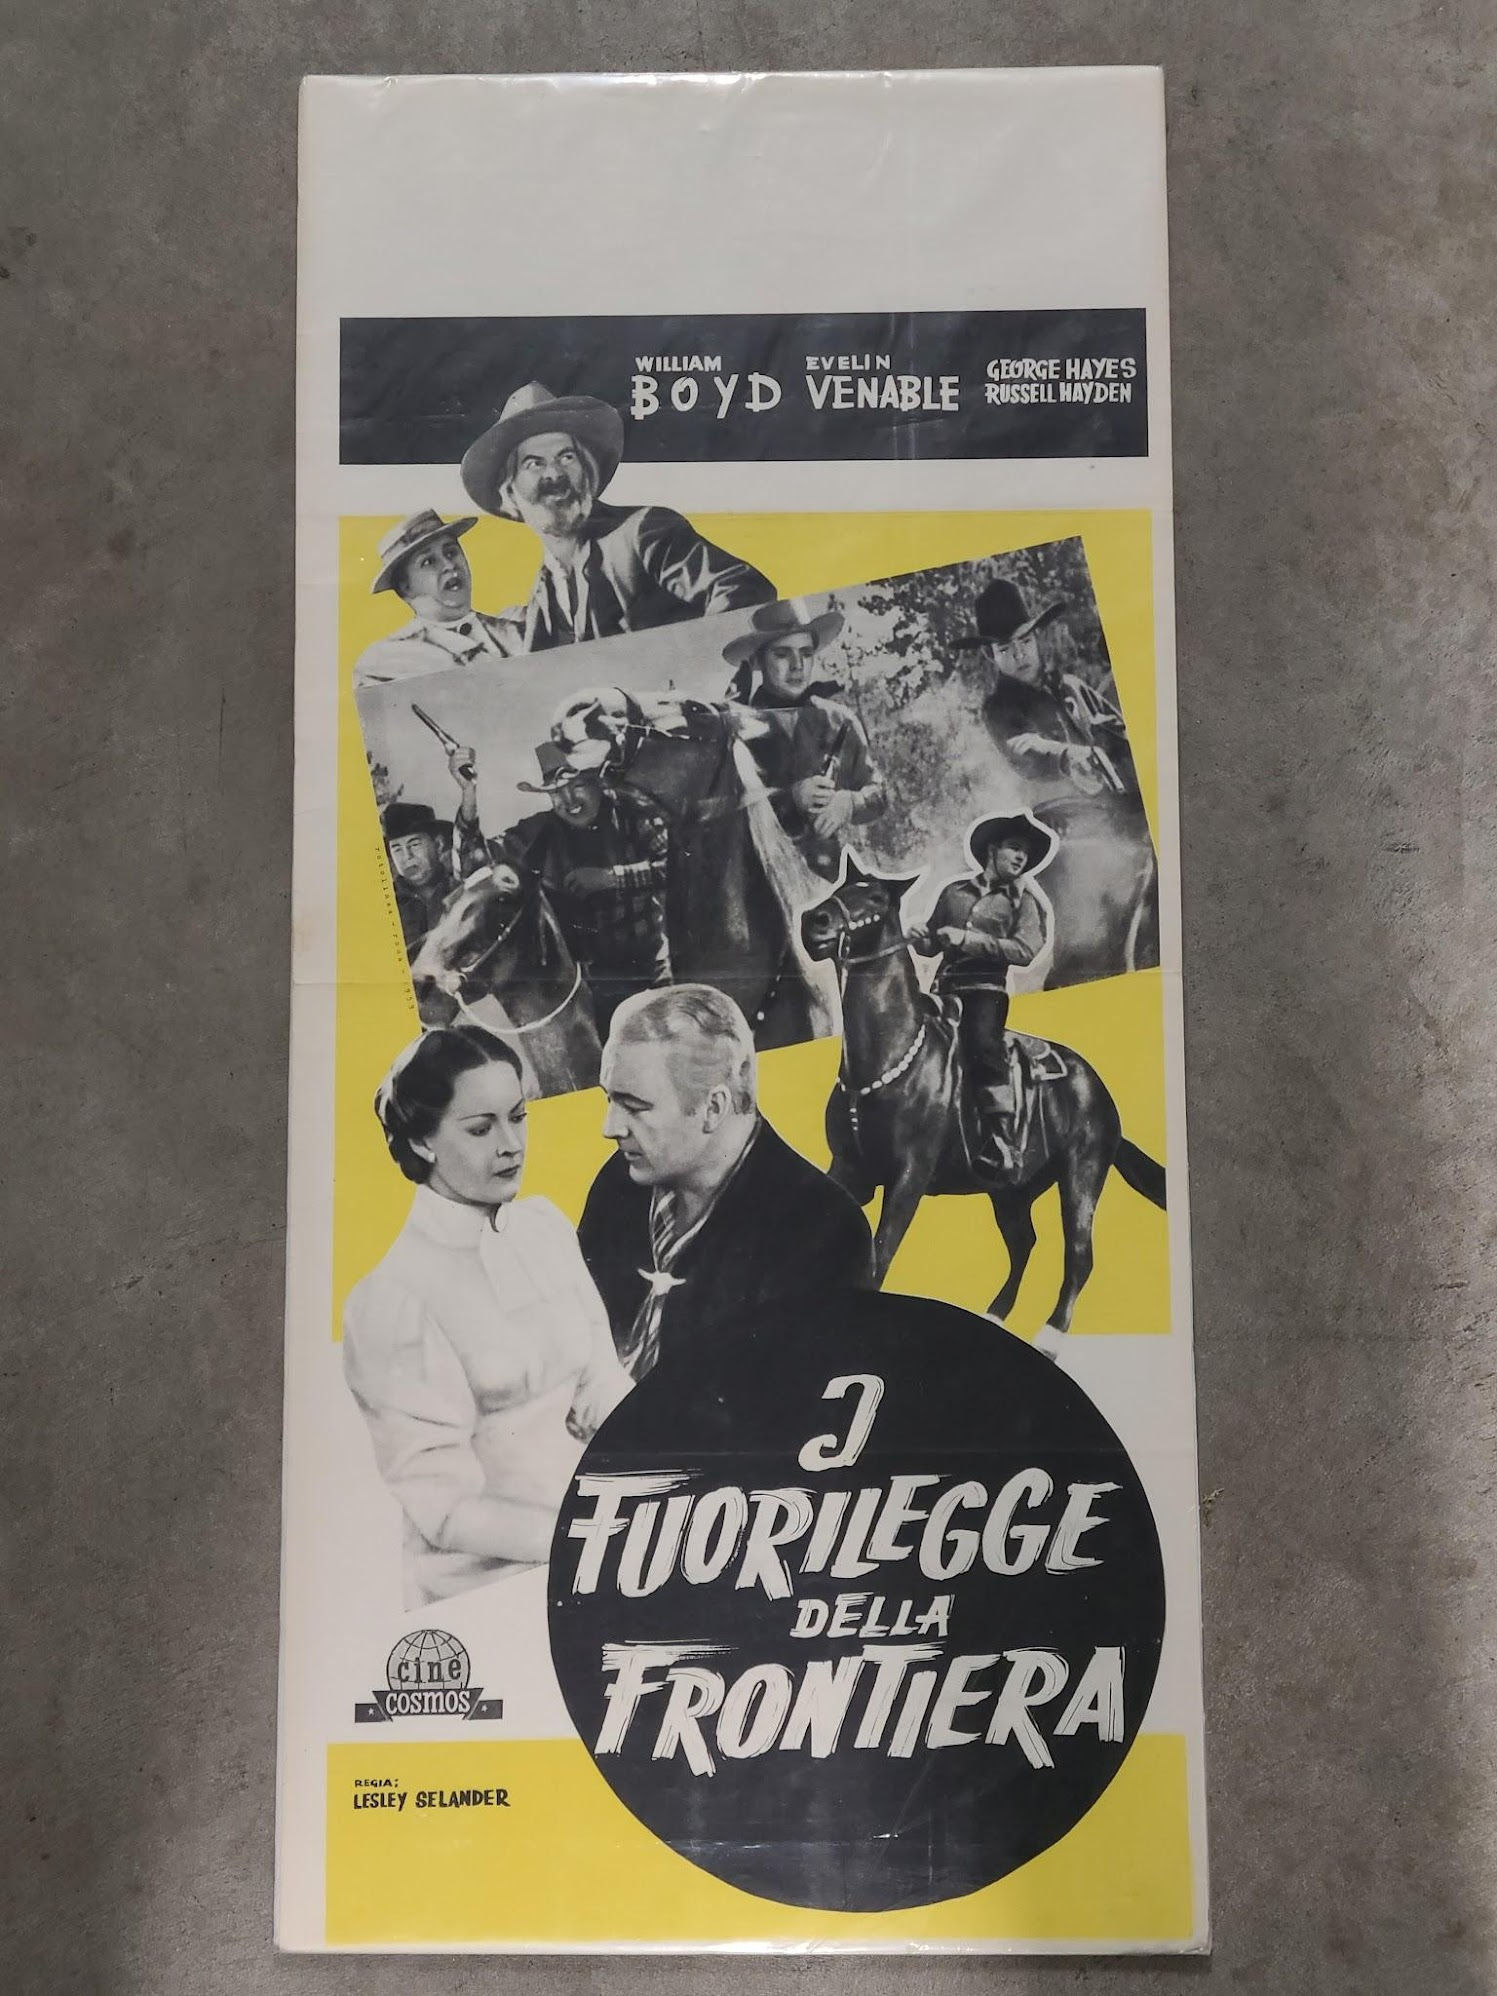 WILLIAM
BOYD
EVELIN
VENABLE
GEORGE HAYES
RUSSELL HAYDEN
I
FUORILEGGE
DELLA
FRONTIERA
cine
COSMOS
REGIA:
LESLEY SELANDER